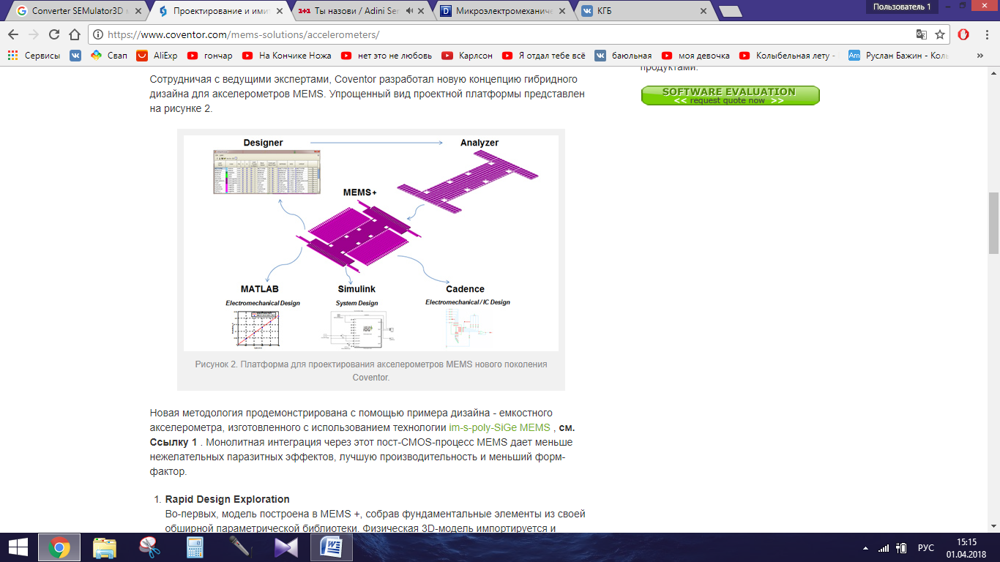 Converter SEMulator3D
Проектирование и ими
Ты назови / Adini Ser
Микроэлектромеханиче
КГБ
Пользователь 1
https://www.coventor.com/mems-solutions/accelerometers/
Сервисы
Свап
AliExp
гончар
На Кончике Ножа
нет это не любовь
Карлсон
Я отдал тебе всё
баюльная
моя девочка
Колыбельная лету -
Руслан Бажин - Коль
»
продуктами.
SOFTWARE EVALUATION
<< request quote now >>
Сотрудничая с ведущими экспертами, Coventor разработал новую концепцию гибридного
дизайна для акселерометров MEMS. Упрощенный вид проектной платформы представлен
на рисунке 2.
Designer
Analyzer
MEMS+
MATLAB
Simulink
Cadence
Electromechanical Design
System Design
Electromechanical / IC Design
Рисунок 2. Платформа для проектирования акселерометров MEMS нового поколения
Coventor.
Новая методология продемонстрирована с помощью примера дизайна - емкостного
акселерометра, изготовленного с использованием технологии im-s-poly-SiGe MEMS , см.
Ссылку 1 . Монолитная интеграция через этот пост-CMOS-процесс MEMS дает меньше
нежелательных паразитных эффектов, лучшую производительность и меньший форм-
фактор.
1. Rapid Design Exploration
Во-первых, модель построена в MEMS +, собрав фундаментальные элементы из своей
обширной параметрической библиотеки. Физическая 3D-модель импортируется и
РУС
15:15
01.04.2018